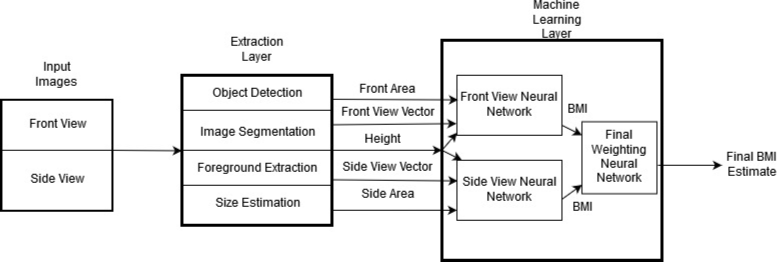 Machine
Learning
Layer
Extraction
Layer
Input
Images
Front View
Side View
Object Detection
Image Segmentation
Foreground Extraction
Size Estimation
Front Area
Front View Vector
Height
Side View Vector
Side Area
Front View Neural
Network
Side View Neural
Network
BMI
BMI
Final
Weighting
Neural
Network
Final BMI
Estimate